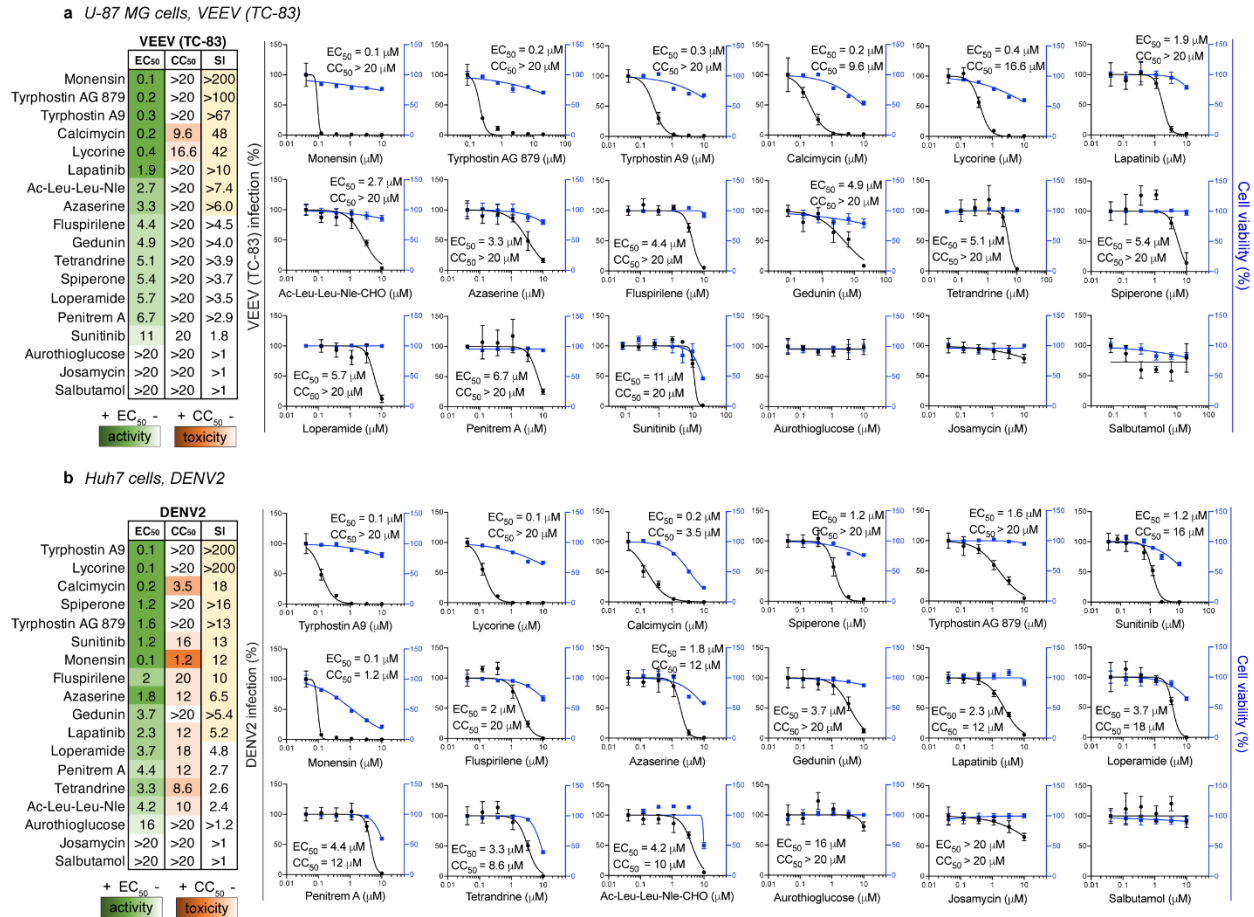 a U-87 MG cells, VEEV (TC-83)
VEEV (TC-83)
EC50 CC50 SI
Monensin 0.1 >20 >200
Tyrphostin AG 879 0.2 >20 >100
Tyrphostin A9 0.3 >20 >67
Calcimycin 0.2 9.6 48
Lycorine 0.4 16.6 42
Lapatinib 1.9 >20 >10
Ac-Leu-Leu-Nle 2.7 >20 >7.4
Azaserine 3.3 >20 >6.0
Fluspirilene 4.4 >20 >4.5
Gedunin 4.9 >20 >4.0
Tetrandrine 5.1 >20 >3.9
Spiperone 5.4 >20 >3.7
Loperamide 5.7 >20 >3.5
Penitrem A 6.7 >20 >2.9
Sunitinib 11 20 1.8
Aurothioglucose >20 >20 >1
Josamycin >20 >20 >1
Salbutamol >20 >20 >1
+ EC50 - + CC50 -
activity toxicity
VEEV (TC-83) infection (%)
Cell viability (%)
EC50 = 0.1 µM
CC50 > 20 µM
Monensin (µM)
EC50 = 0.2 µM
CC50 > 20 µM
Tyrphostin AG 879 (µM)
EC50 = 0.3 µM
CC50 > 20 µM
Tyrphostin A9 (µM)
EC50 = 0.2 µM
CC50 = 9.6 µM
Calcimycin (µM)
EC50 = 0.4 µM
CC50 = 16.6 µM
Lycorine (µM)
EC50 = 1.9 µM
CC50 > 20 µM
Lapatinib (µM)
EC50 = 2.7 µM
CC50 > 20 µM
Ac-Leu-Leu-Nle-CHO (µM)
EC50 = 3.3 µM
CC50 > 20 µM
Azaserine (µM)
EC50 = 4.4 µM
CC50 > 20 µM
Fluspirilene (µM)
EC50 = 4.9 µM
CC50 > 20 µM
Gedunin (µM)
EC50 = 5.1 µM
CC50 > 20 µM
Tetrandrine (µM)
EC50 = 5.4 µM
CC50 > 20 µM
Spiperone (µM)
EC50 = 5.7 µM
CC50 > 20 µM
Loperamide (µM)
EC50 = 6.7 µM
CC50 > 20 µM
Penitrem A (µM)
EC50 = 11 µM
CC50 = 20 µM
Sunitinib (µM)
Aurothioglucose (µM)
Josamycin (µM)
Salbutamol (µM)
b Huh7 cells, DENV2
DENV2
EC50 CC50 SI
Tyrphostin A9 0.1 >20 >200
Lycorine 0.1 >20 >200
Calcimycin 0.2 3.5 18
Spiperone 1.2 >20 >16
Tyrphostin AG 879 1.6 >20 >13
Sunitinib 1.2 16 13
Monensin 0.1 1.2 12
Fluspirilene 2 20 10
Azaserine 1.8 12 6.5
Gedunin 3.7 >20 >5.4
Lapatinib 2.3 12 5.2
Loperamide 3.7 18 4.8
Penitrem A 4.4 12 2.7
Tetrandrine 3.3 8.6 2.6
Ac-Leu-Leu-Nle 4.2 10 2.4
Aurothioglucose 16 >20 >1.2
Josamycin >20 >20 >1
Salbutamol >20 >20 >1
+ EC50 - + CC50 -
activity toxicity
DENV2 infection (%)
Cell viability (%)
EC50 = 0.1 µM
CC50 > 20 µM
Tyrphostin A9 (µM)
EC50 = 0.1 µM
CC50 > 20 µM
Lycorine (µM)
EC50 = 0.2 µM
CC50 = 3.5 µM
Calcimycin (µM)
EC50 = 1.2 µM
CC50 > 20 µM
Spiperone (µM)
EC50 = 1.6 µM
CC50 > 20 µM
Tyrphostin AG 879 (µM)
EC50 = 1.2 µM
CC50 = 16 µM
Sunitinib (µM)
EC50 = 0.1 µM
CC50 = 1.2 µM
Monensin (µM)
EC50 = 2 µM
CC50 = 20 µM
Fluspirilene (µM)
EC50 = 1.8 µM
CC50 = 12 µM
Azaserine (µM)
EC50 = 3.7 µM
CC50 > 20 µM
Gedunin (µM)
EC50 = 2.3 µM
CC50 = 12 µM
Lapatinib (µM)
EC50 = 3.7 µM
CC50 = 18 µM
Loperamide (µM)
EC50 = 4.4 µM
CC50 = 12 µM
Penitrem A (µM)
EC50 = 3.3 µM
CC50 = 8.6 µM
Tetrandrine (µM)
EC50 = 4.2 µM
CC50 = 10 µM
Ac-Leu-Leu-Nle-CHO (µM)
EC50 = 16 µM
CC50 > 20 µM
Aurothioglucose (µM)
EC50 > 20 µM
CC50 > 20 µM
Josamycin (µM)
Salbutamol (µM)